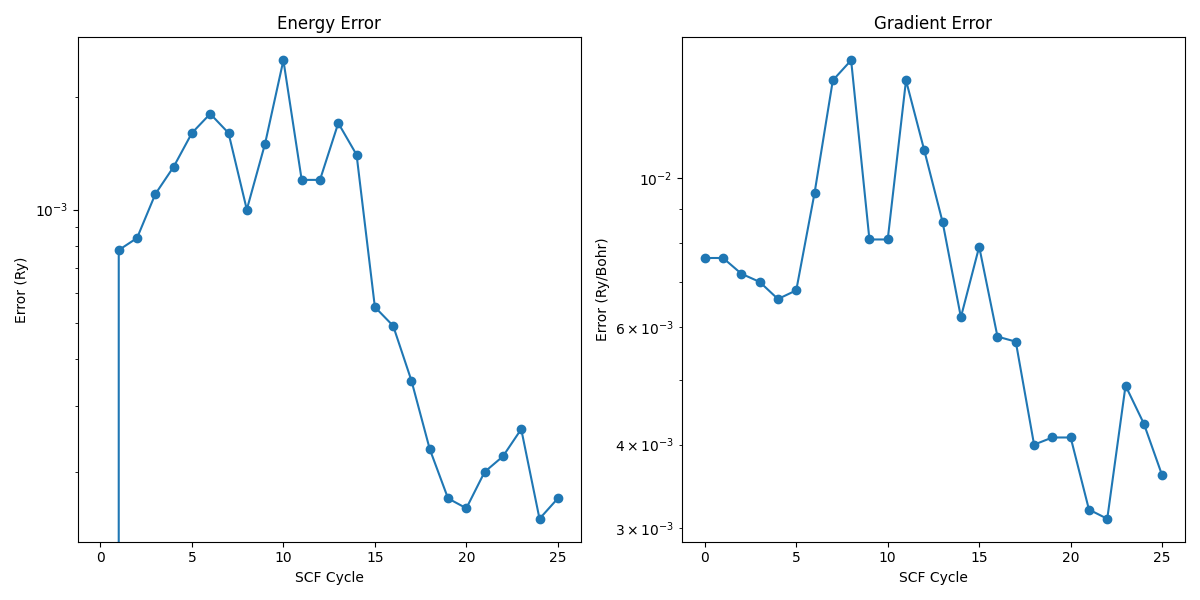 Energy Error
Error (Ry)
10⁻³
0 5 10 15 20 25
SCF Cycle
Gradient Error
Error (Ry/Bohr)
10⁻²
6 × 10⁻³
4 × 10⁻³
3 × 10⁻³
0 5 10 15 20 25
SCF Cycle